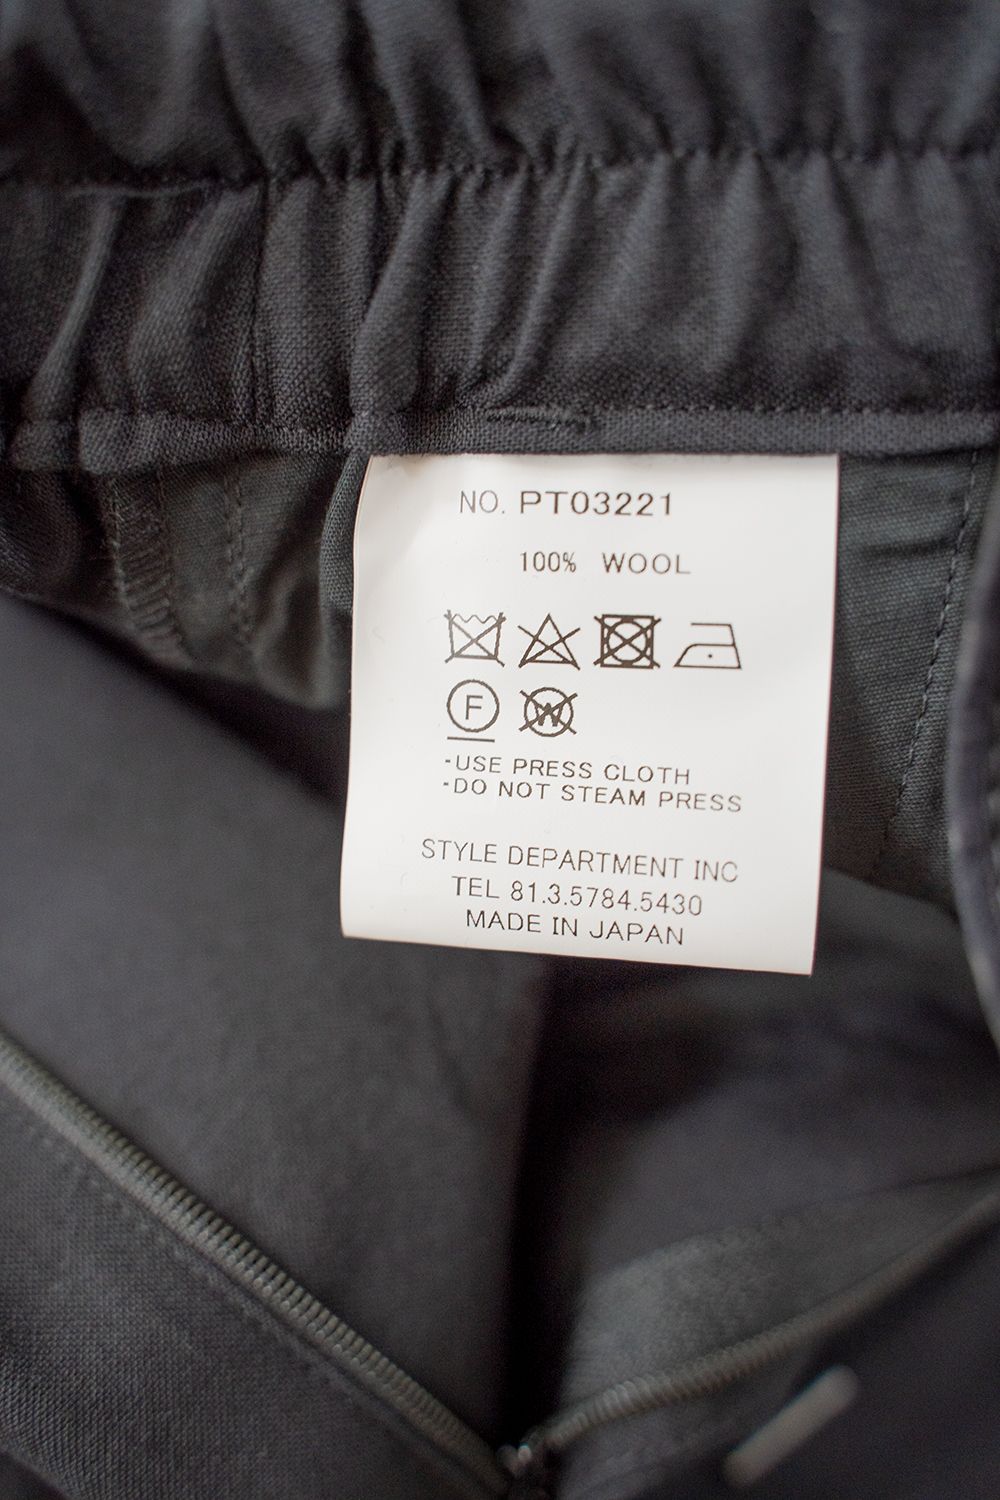 NO. PT03221
100% WOOL
F W
-USE PRESS CLOTH
-DO NOT STEAM PRESS
STYLE DEPARTMENT INC
TEL 81.3.5784.5430
MADE IN JAPAN